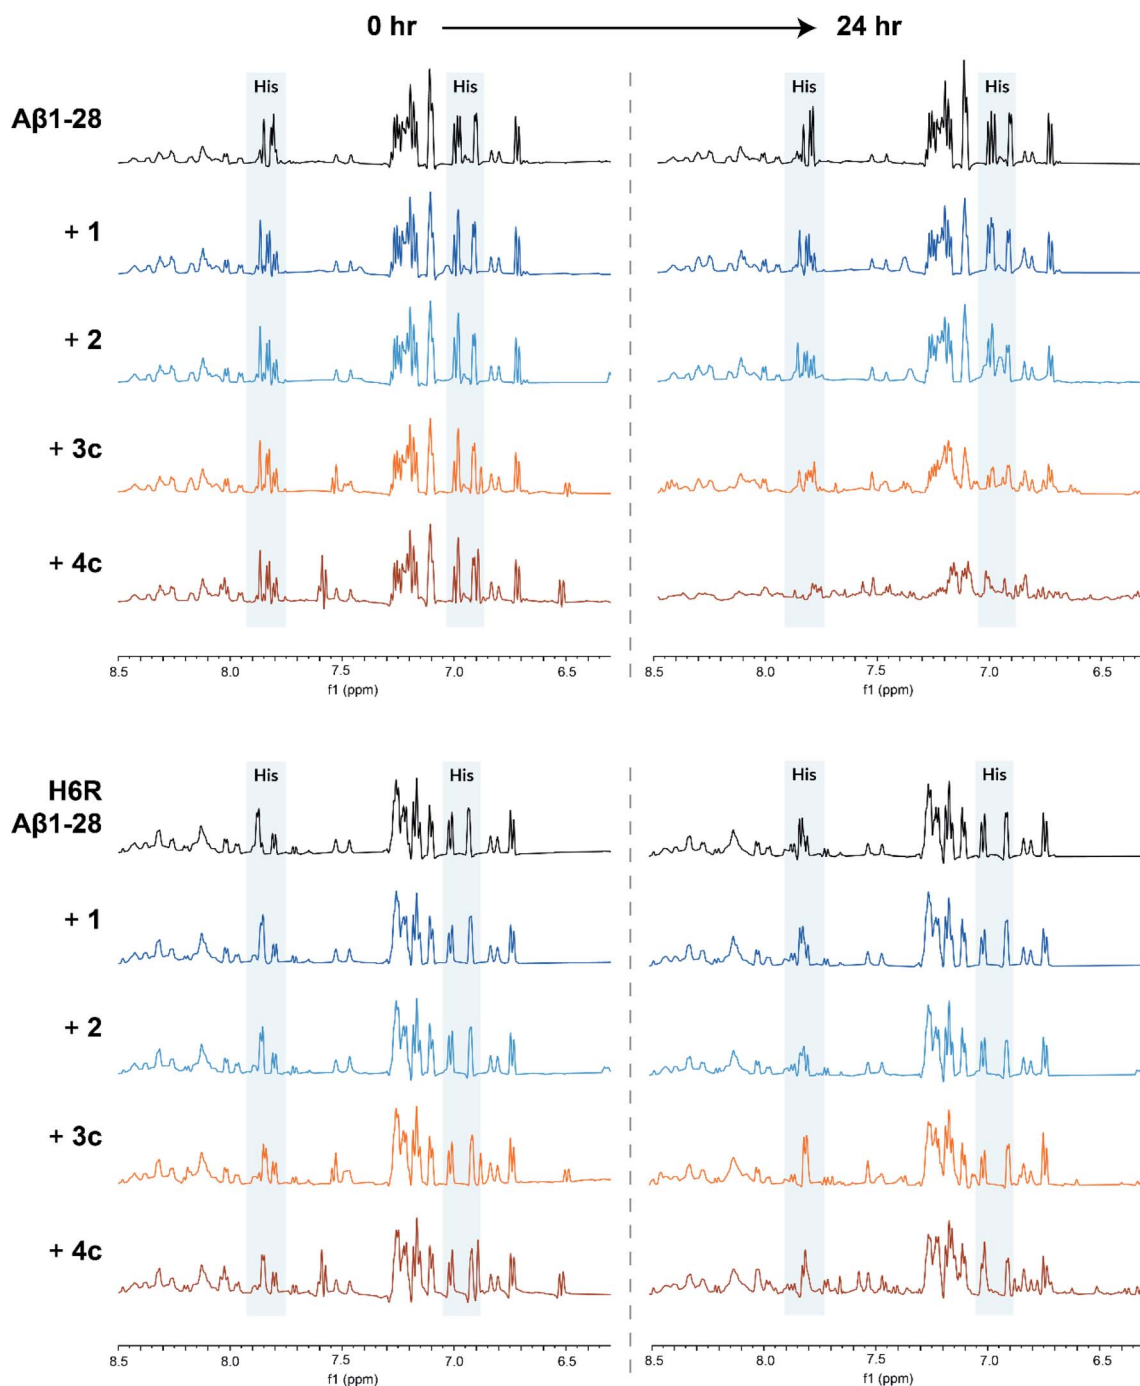 0 hr 24 hr
His His His His
Aβ1-28
+ 1
+ 2
+ 3c
+ 4c
8.5 8.0 7.5 7.0 6.5 8.5 8.0 7.5 7.0 6.5
f1 (ppm) f1 (ppm)
His His His His
H6R
Aβ1-28
+ 1
+ 2
+ 3c
+ 4c
8.5 8.0 7.5 7.0 6.5 8.5 8.0 7.5 7.0 6.5
f1 (ppm) f1 (ppm)